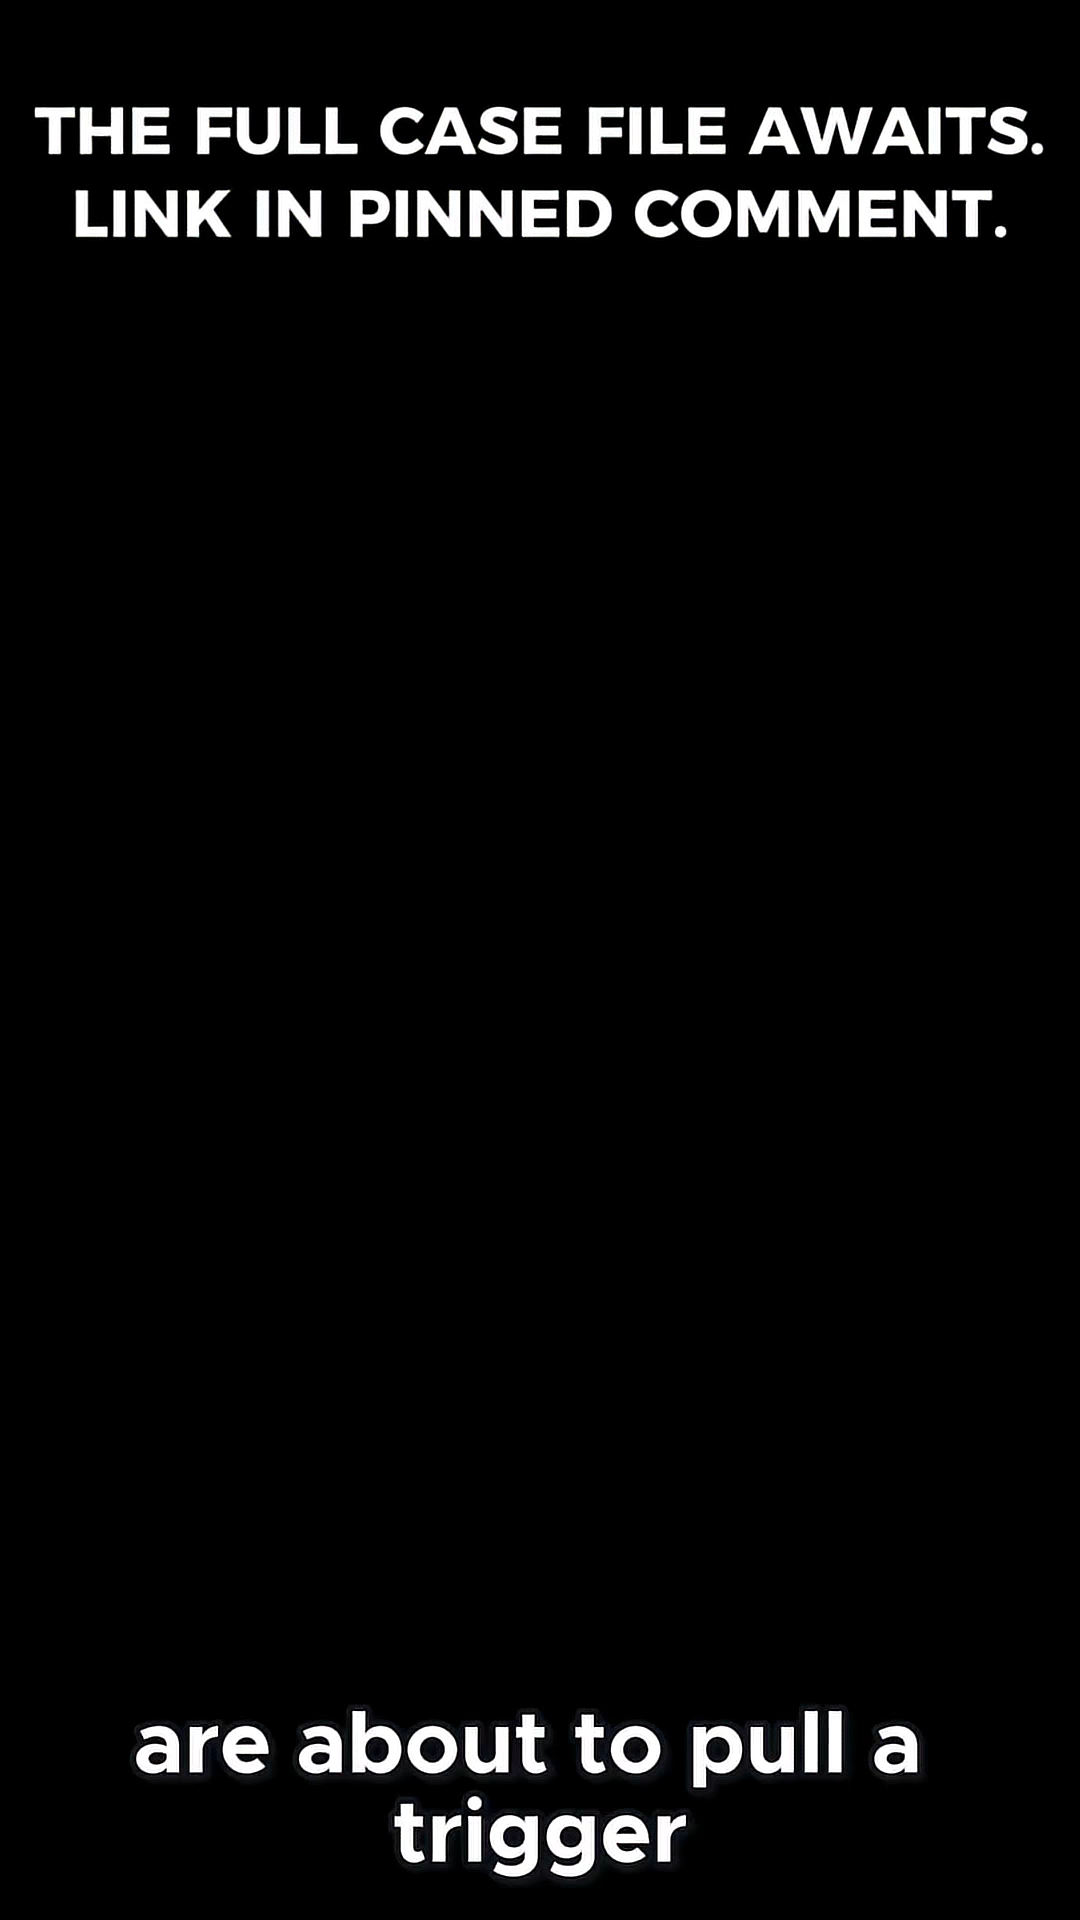 THE FULL CASE FILE AWAITS.
LINK IN PINNED COMMENT.
are about to pull a
trigger